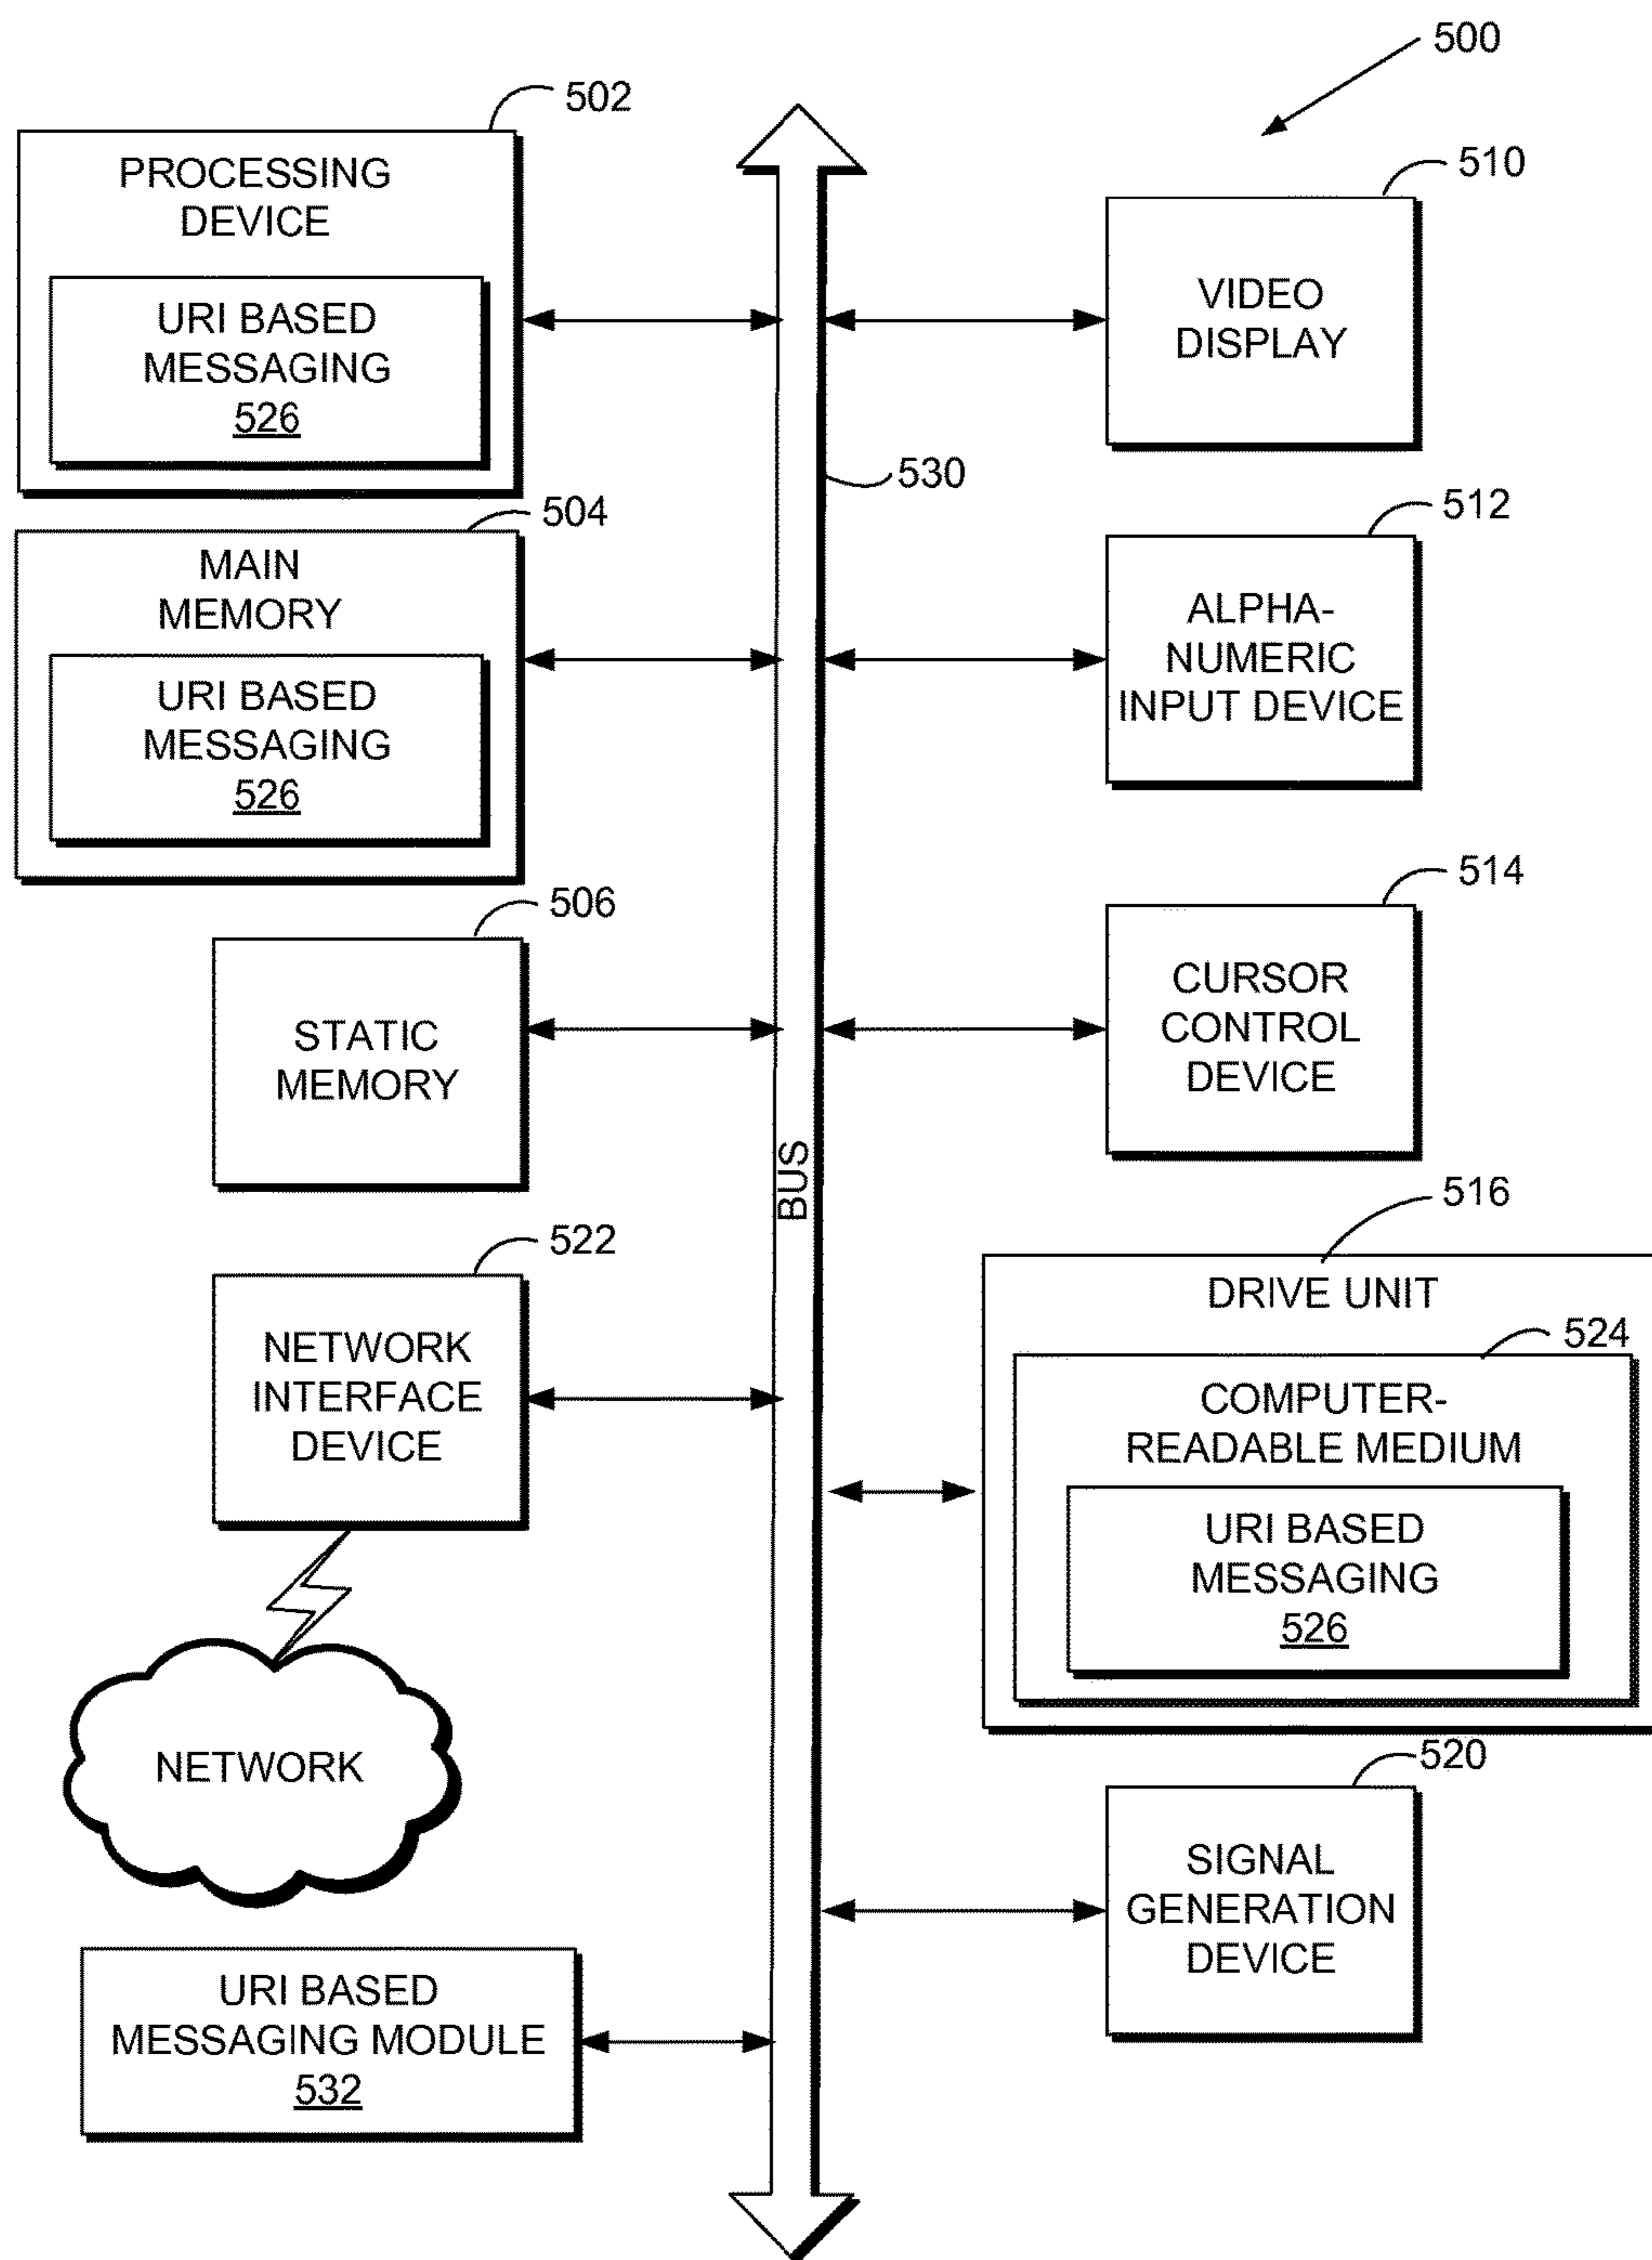 500
502
PROCESSING
DEVICE
URI BASED
MESSAGING
526
510
VIDEO
DISPLAY
530
504
MAIN
MEMORY
URI BASED
MESSAGING
526
512
ALPHA-
NUMERIC
INPUT DEVICE
506
STATIC
MEMORY
514
CURSOR
CONTROL
DEVICE
BUS
522
NETWORK
INTERFACE
DEVICE
516
DRIVE UNIT
524
COMPUTER-
READABLE MEDIUM
URI BASED
MESSAGING
526
NETWORK
520
SIGNAL
GENERATION
DEVICE
URI BASED
MESSAGING MODULE
532